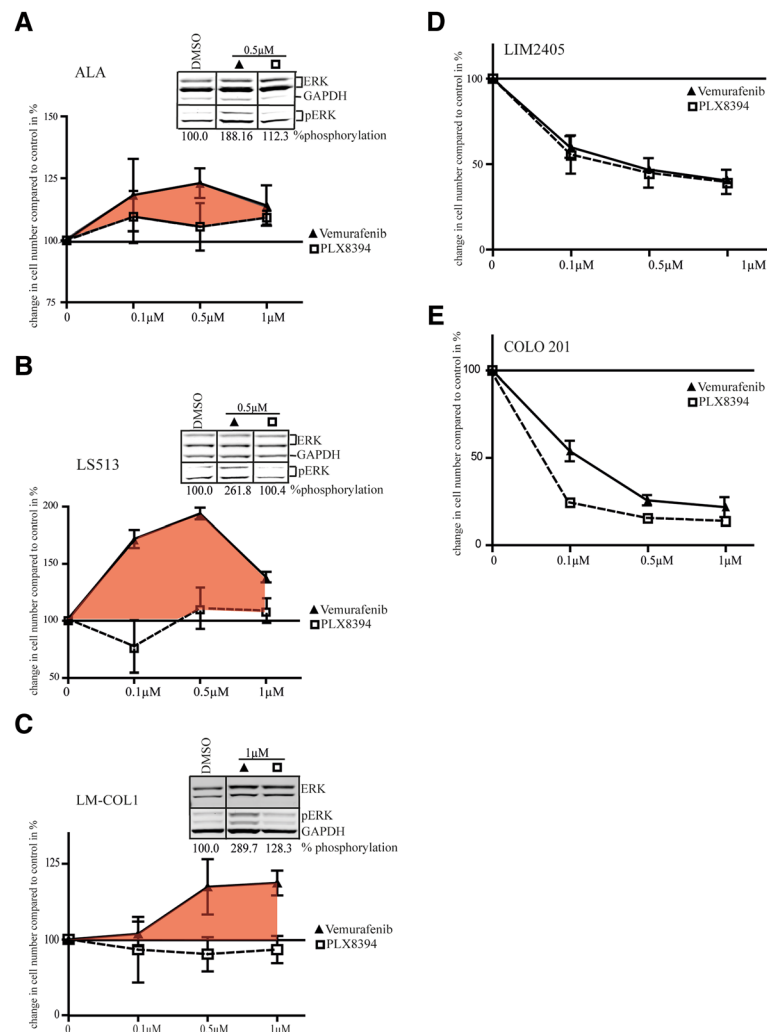 A
ALA
DMSO
0.5µM
ERK
GAPDH
pERK
100.0 188.16 112.3 %phosphorylation
change in cell number compared to control in %
150
125
100
75
0 0.1µM 0.5µM 1µM
Vemurafenib
PLX8394
B
LS513
DMSO
0.5µM
ERK
GAPDH
pERK
100.0 261.8 100.4 %phosphorylation
change in cell number compared to control in %
200
150
100
50
0 0.1µM 0.5µM 1µM
Vemurafenib
PLX8394
C
LM-COL1
DMSO
1µM
ERK
pERK
GAPDH
100.0 289.7 128.3 % phosphorylation
change in cell number compared to control in %
125
100
0
0 0.1µM 0.5µM 1µM
Vemurafenib
PLX8394
D
LIM2405
change in cell number compared to control in %
100
50
0
0 0.1µM 0.5µM 1µM
Vemurafenib
PLX8394
E
COLO 201
change in cell number compared to control in %
100
50
0
0 0.1µM 0.5µM 1µM
Vemurafenib
PLX8394